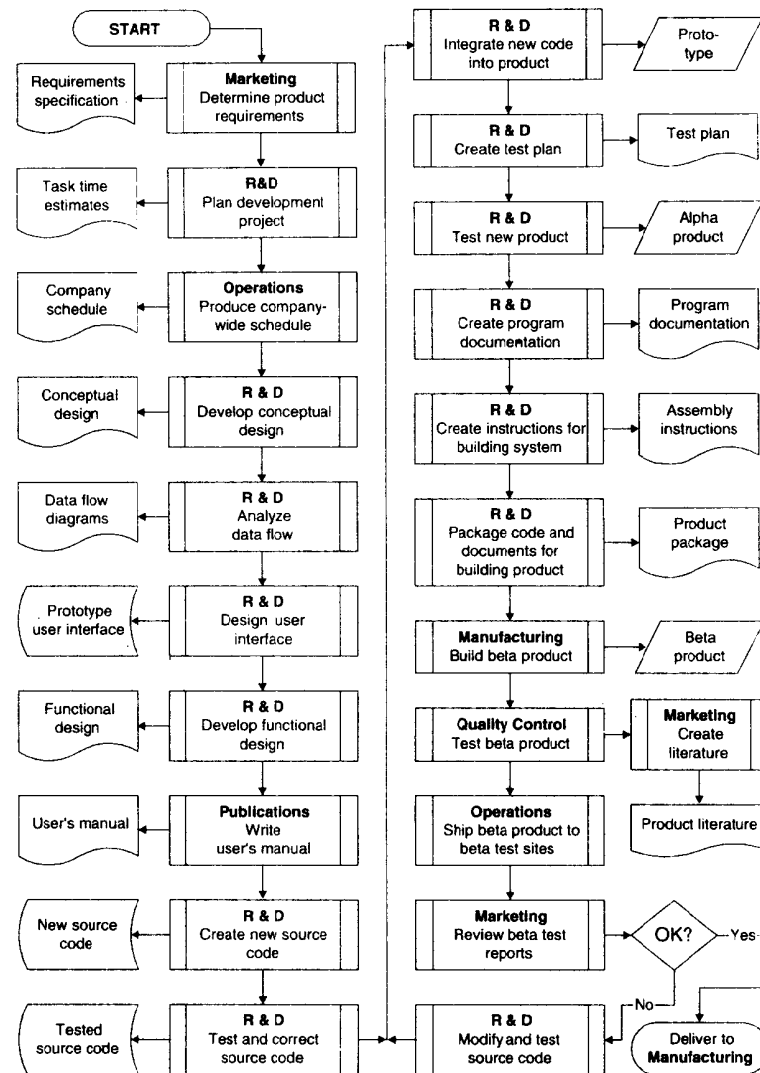 START
Requirements
specification
Marketing
Determine product
requirements
Task time
estimates
R&D
Plan development
project
Company
schedule
Operations
Produce company-
wide schedule
Conceptual
design
R & D
Develop conceptual
design
Data flow
diagrams
R & D
Analyze
data flow
Prototype
user interface
R & D
Design user
interface
Functional
design
R & D
Develop functional
design
User's manual
Publications
Write
user's manual
New source
code
R & D
Create new source
code
Tested
source code
R & D
Test and correct
source code
R & D
Integrate new code
into product
Proto-
type
R & D
Create test plan
Test plan
R & D
Test new product
Alpha
product
R & D
Create program
documentation
Program
documentation
R & D
Create instructions for
building system
Assembly
instructions
R & D
Package code and
documents for
building product
Product
package
Manufacturing
Build beta product
Beta
product
Quality Control
Test beta product
Marketing
Create
literature
Product literature
Operations
Ship beta product to
beta test sites
Marketing
Review beta test
reports
OK?
Yes
No
R & D
Modify and test
source code
Deliver to
Manufacturing